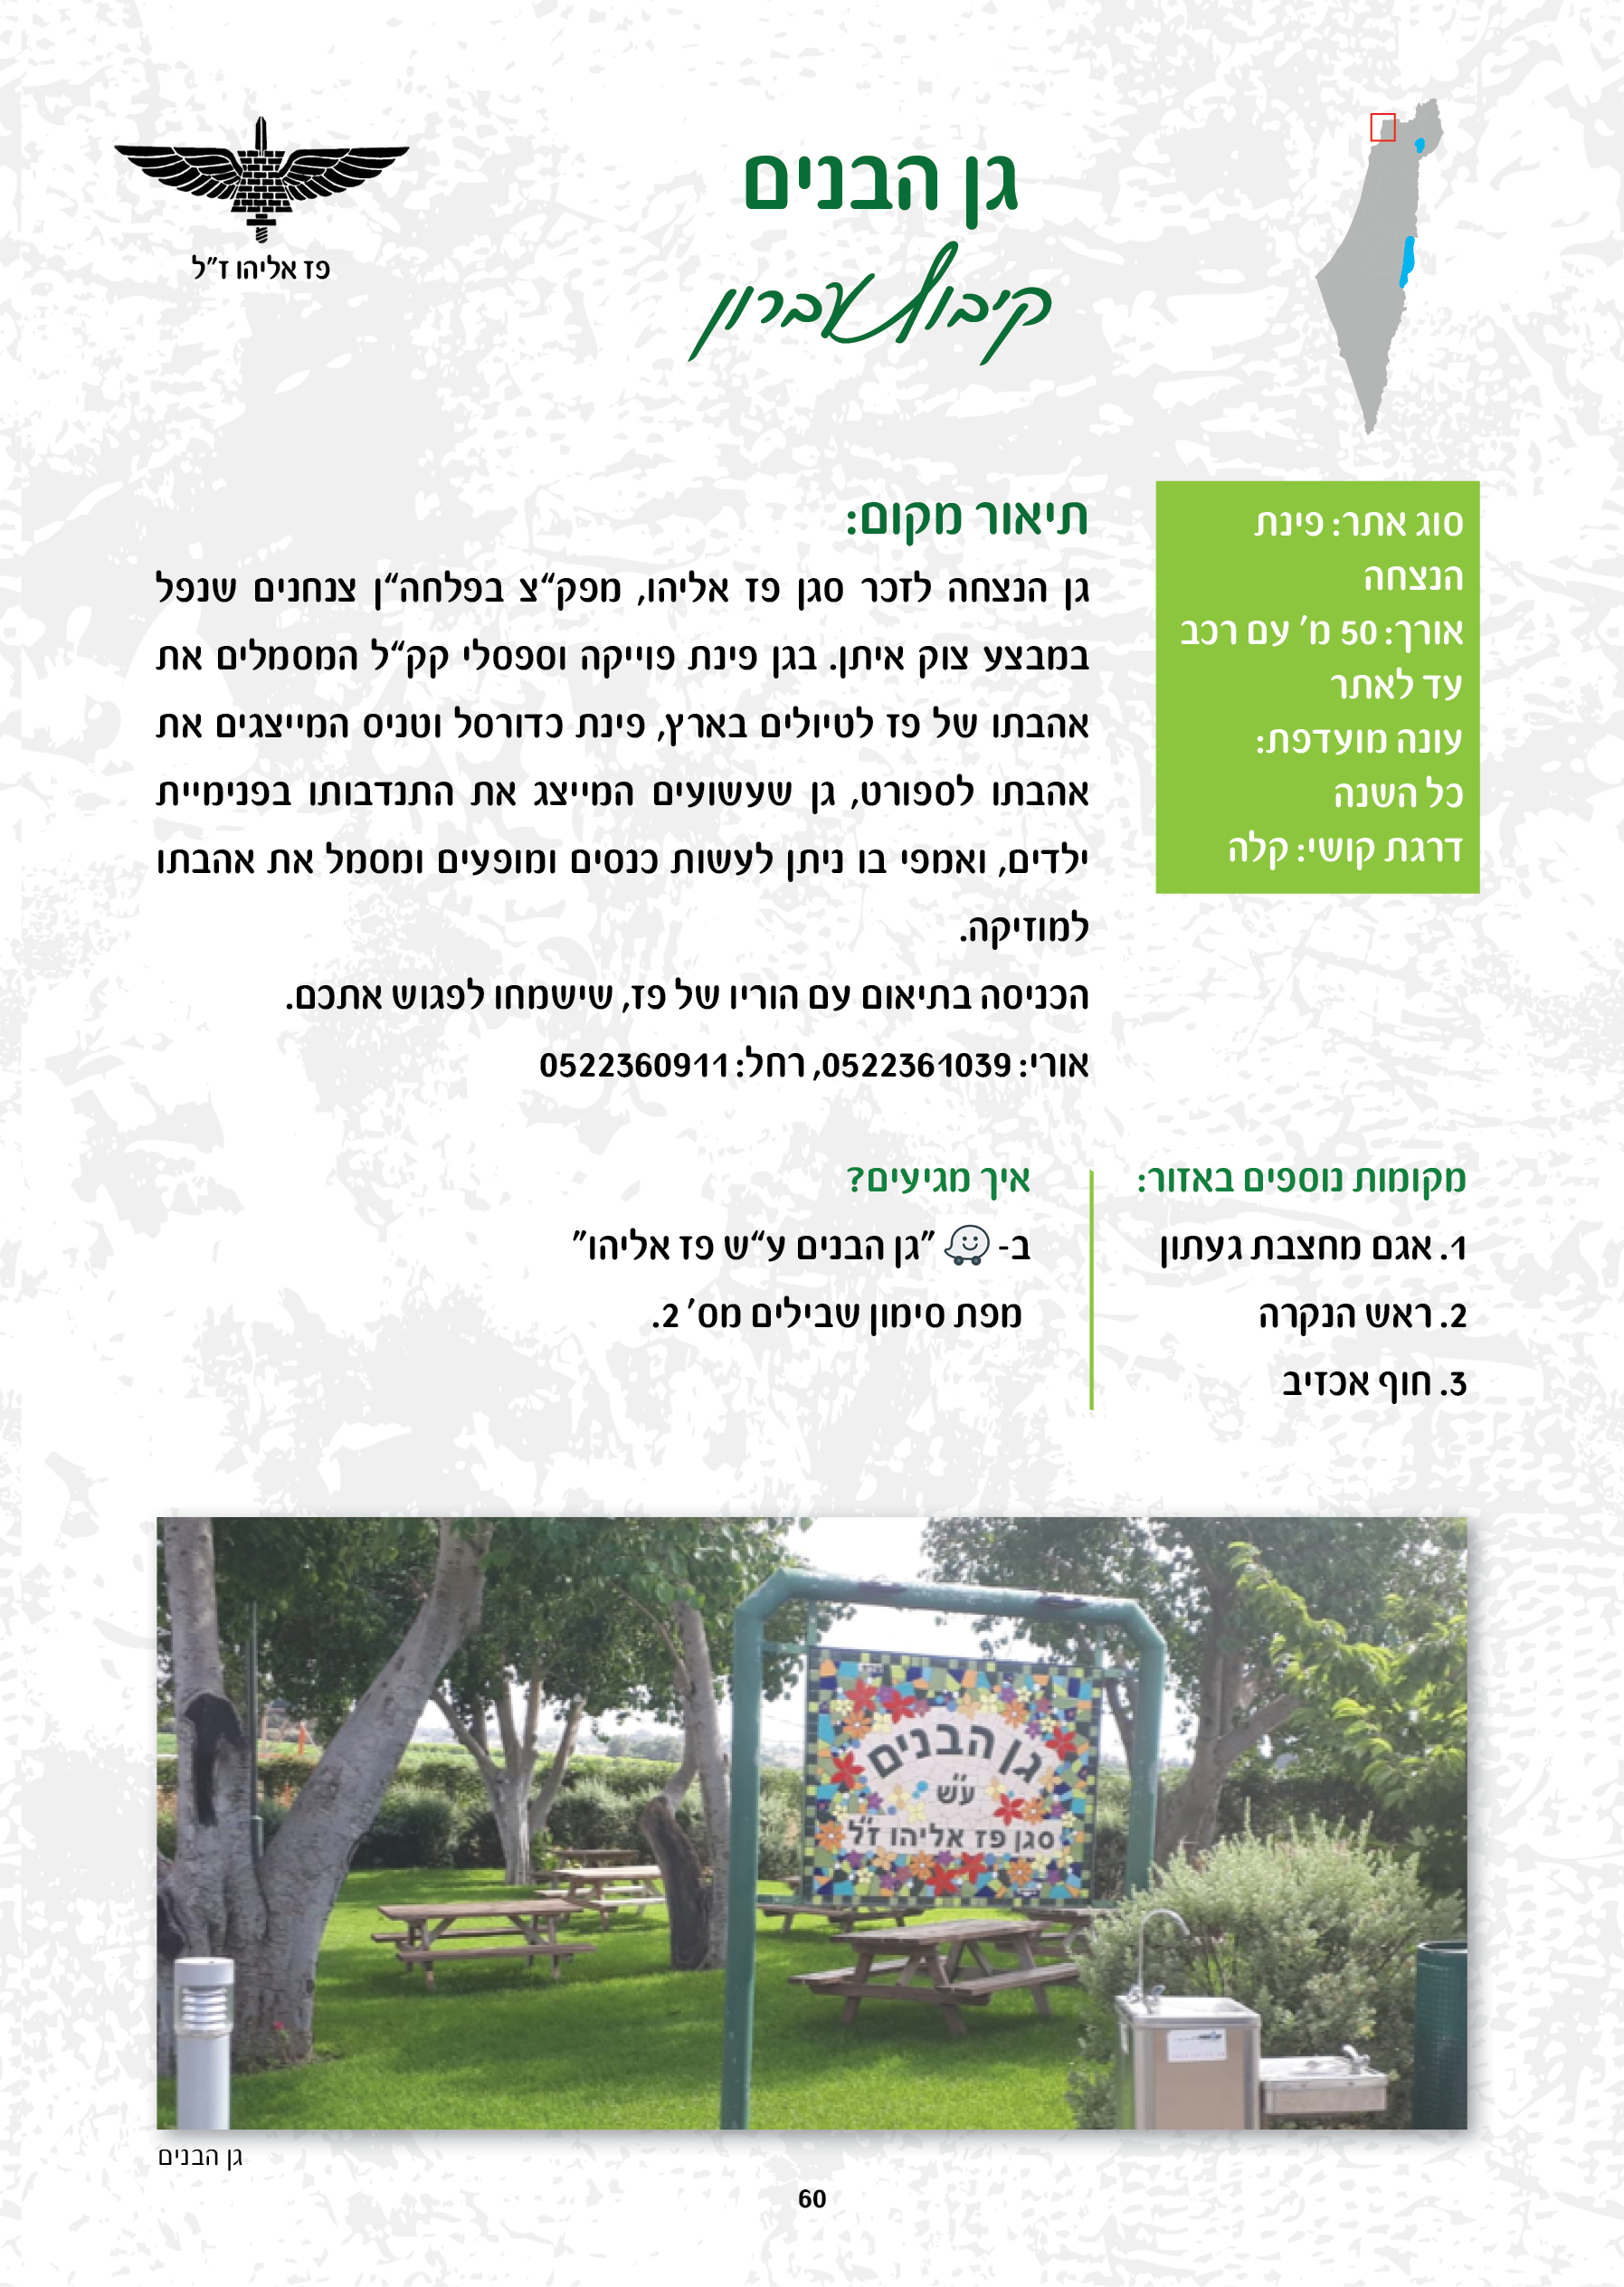 גן הבנים
קיבוץ עברון
פז אליהו ז"ל
סוג אתר: פינת
הנצחה
אורך: 50 מ' עם רכב
עד לאתר
עונה מועדפת:
כל השנה
דרגת קושי: קלה
תיאור מקום:
גן הנצחה לזכר סגן פז אליהו, מפק"צ בפלחה"ן צנחנים שנפל
במבצע צוק איתן. בגן פינת פוייקה וספסלי קק"ל המסמלים את
אהבתו של פז לטיולים בארץ, פינת כדורסל וטניס המייצגים את
אהבתו לספורט, גן שעשועים המייצג את התנדבותו בפנימיית
ילדים, ואמפי בו ניתן לעשות כנסים ומופעים ומסמל את אהבתו
למוזיקה.
הכניסה בתיאום עם הוריו של פז, שישמחו לפגוש אתכם.
אורי: 0522361039, רחל: 0522360911
מקומות נוספים באזור:
1. אגם מחצבת געתון
2. ראש הנקרה
3. חוף אכזיב
איך מגיעים?
ב- "גן הבנים ע"ש פז אליהו"
מפת סימון שבילים מס' 2.
גן הבנים
ע"ש
סגן פז אליהו ז"ל
גן הבנים
60